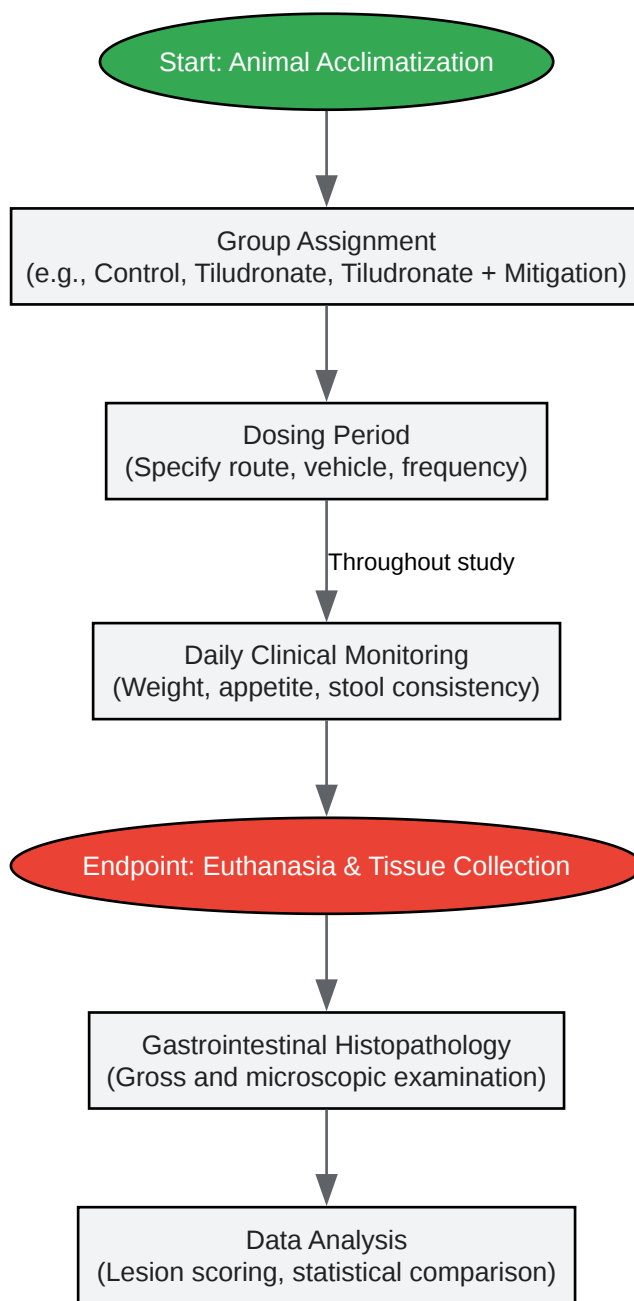 Start: Animal Acclimatization
Group Assignment
(e.g., Control, Tiludronate, Tiludronate + Mitigation)
Dosing Period
(Specify route, vehicle, frequency)
Throughout study
Daily Clinical Monitoring
(Weight, appetite, stool consistency)
Endpoint: Euthanasia & Tissue Collection
Gastrointestinal Histopathology
(Gross and microscopic examination)
Data Analysis
(Lesion scoring, statistical comparison)